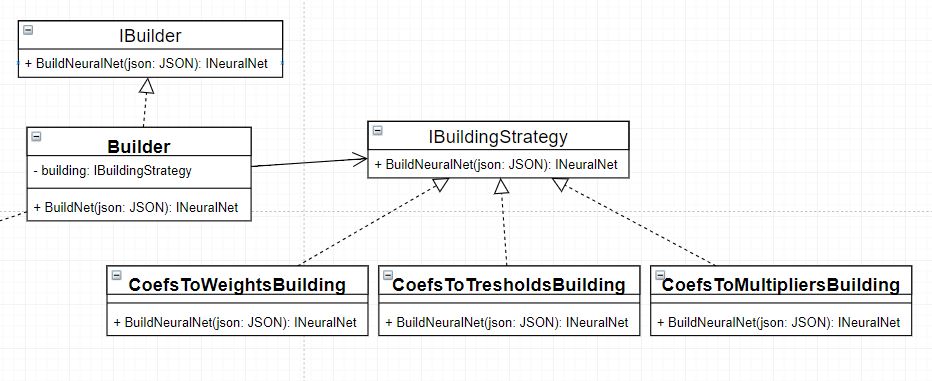 IBuilder
+ BuildNeuralNet(json: JSON): INeuralNet
Builder
- building: IBuildingStrategy
+ BuildNet(json: JSON): INeuralNet
IBuildingStrategy
+ BuildNeuralNet(json: JSON): INeuralNet
CoefsToWeightsBuilding
+ BuildNeuralNet(json: JSON): INeuralNet
CoefsToTresholdsBuilding
+ BuildNeuralNet(json: JSON): INeuralNet
CoefsToMultipliersBuilding
+ BuildNeuralNet(json: JSON): INeuralNet